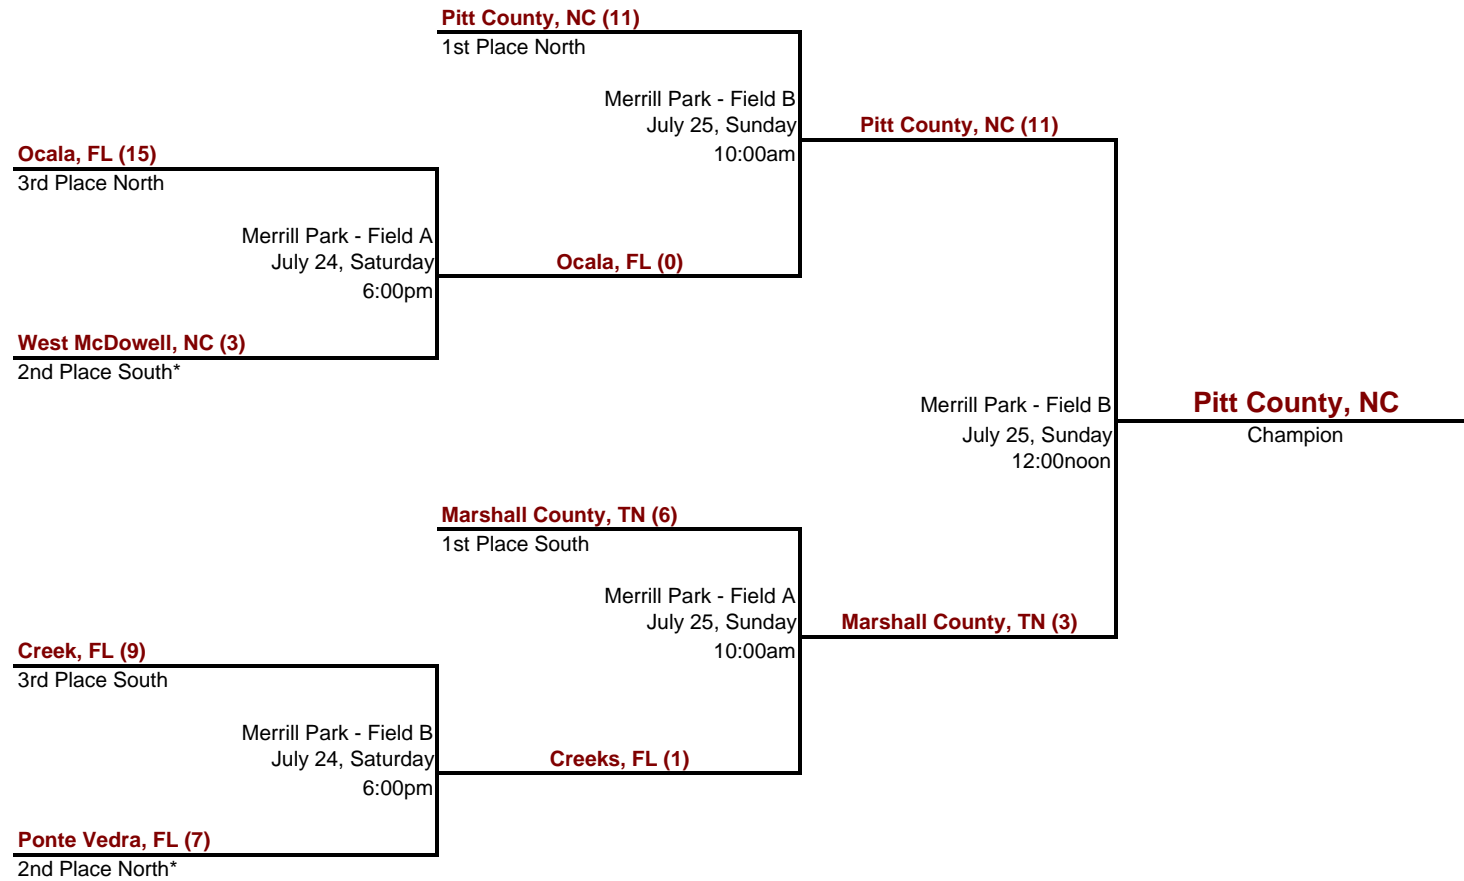 Pitt County, NC (11)
1st Place North
Merrill Park - Field B
July 25, Sunday
10:00am
Pitt County, NC (11)
Ocala, FL (15)
3rd Place North
Merrill Park - Field A
July 24, Saturday
6:00pm
Ocala, FL (0)
West McDowell, NC (3)
2nd Place South*
Merrill Park - Field B
July 25, Sunday
12:00noon
Pitt County, NC
Champion
Marshall County, TN (6)
1st Place South
Merrill Park - Field A
July 25, Sunday
10:00am
Marshall County, TN (3)
Creek, FL (9)
3rd Place South
Merrill Park - Field B
July 24, Saturday
6:00pm
Creeks, FL (1)
Ponte Vedra, FL (7)
2nd Place North*